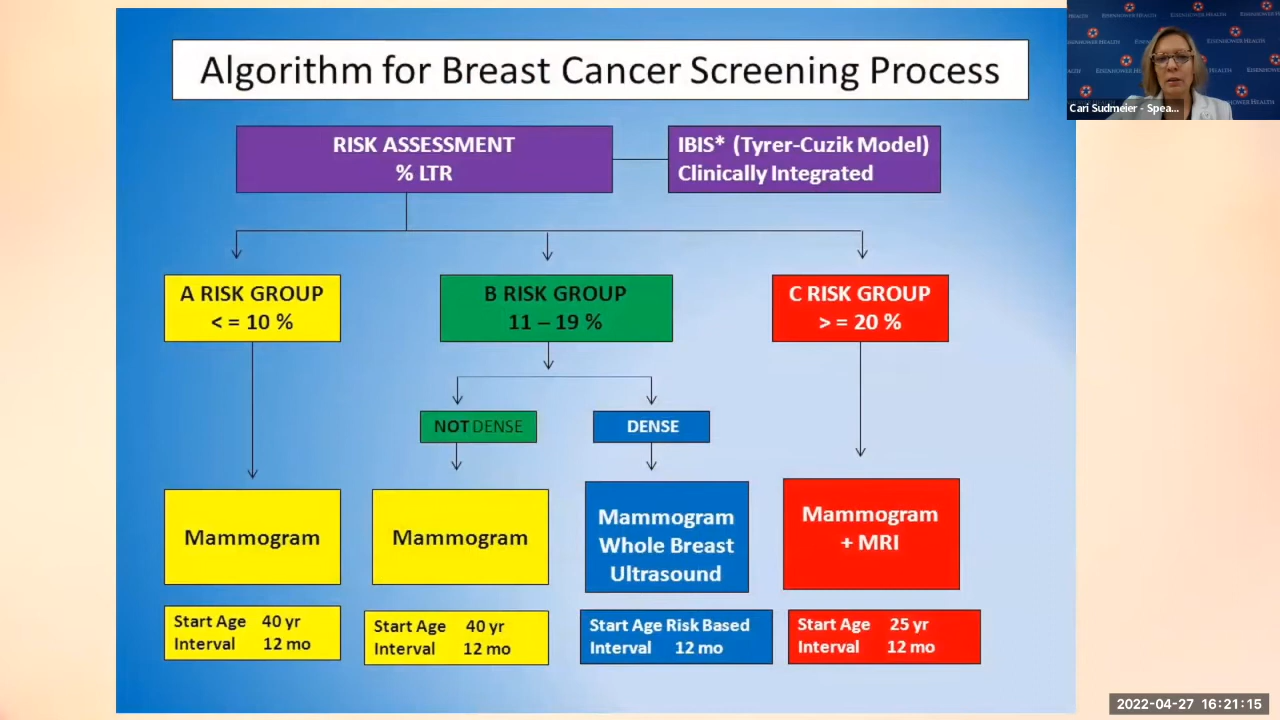 Algorithm for Breast Cancer Screening Process
RISK ASSESSMENT
% LTR
IBIS* (Tyrer-Cuzik Model)
Clinically Integrated
A RISK GROUP
< = 10 %
B RISK GROUP
11 – 19 %
C RISK GROUP
> = 20 %
NOT DENSE
DENSE
Mammogram
Mammogram
Mammogram
Whole Breast
Ultrasound
Mammogram
+ MRI
Start Age 40 yr
Interval 12 mo
Start Age 40 yr
Interval 12 mo
Start Age Risk Based
Interval 12 mo
Start Age 25 yr
Interval 12 mo
EISENHOWER HEALTH
Cari Sudmeier - Spea...
2022-04-27 16:21:15